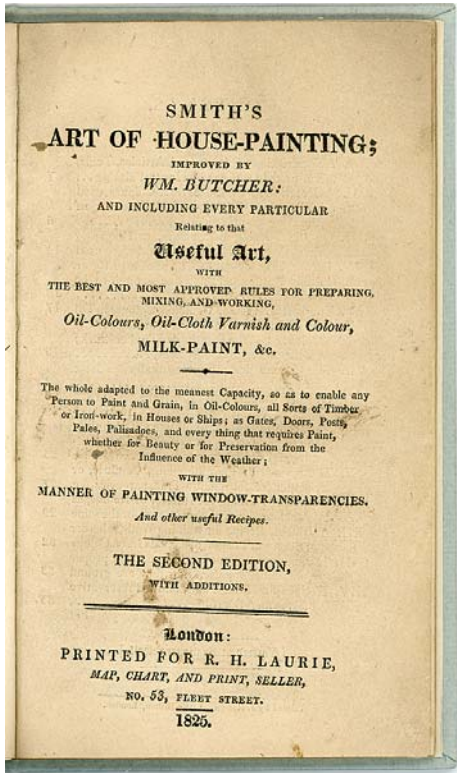 SMITH'S
ART OF HOUSE-PAINTING;
IMPROVED BY
WM. BUTCHER:
AND INCLUDING EVERY PARTICULAR
Relating to that
Useful Art,
WITH
THE BEST AND MOST APPROVED RULES FOR PREPARING,
MIXING, AND WORKING,
Oil-Colours, Oil-Cloth Varnish and Colour,
MILK-PAINT, &c.
The whole adapted to the meanest Capacity, so as to enable any
Person to Paint and Grain, in Oil-Colours, all Sorts of Timber
or Iron-work, in Houses or Ships; as Gates, Doors, Posts,
Pales, Palisadoes, and every thing that requires Paint,
whether for Beauty or for Preservation from the
Influence of the Weather;
WITH THE
MANNER OF PAINTING WINDOW-TRANSPARENCIES.
And other useful Recipes.
THE SECOND EDITION,
WITH ADDITIONS.
London:
PRINTED FOR R. H. LAURIE,
MAP, CHART, AND PRINT, SELLER,
NO. 53, FLEET STREET.
1825.